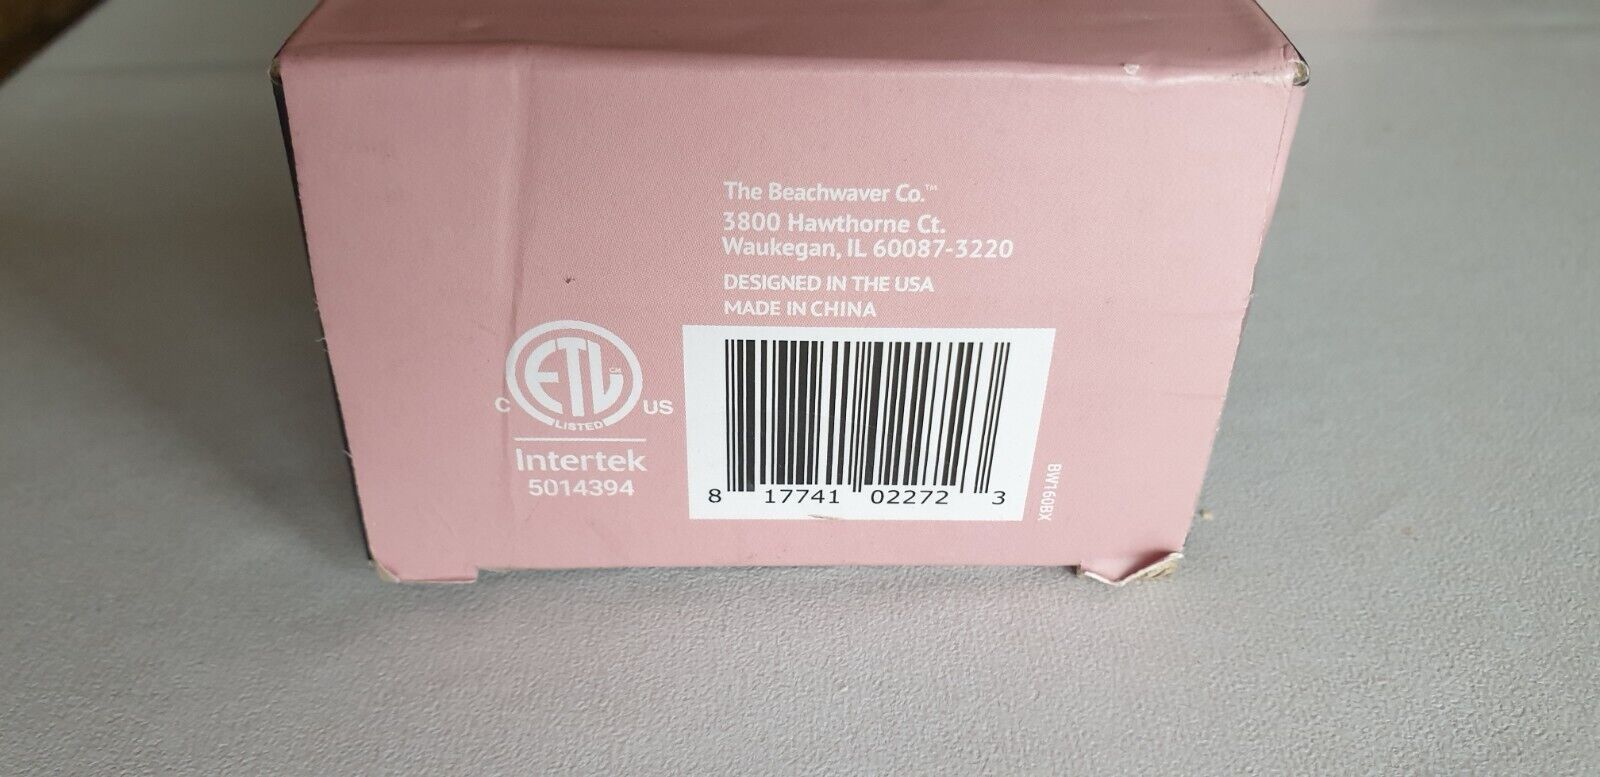 The Beachwaver Co.™
3800 Hawthorne Ct.
Waukegan, IL 60087-3220
DESIGNED IN THE USA
MADE IN CHINA
ETL CM
LISTED
C US
Intertek
5014394
8 17741 02272 3
BW160BX